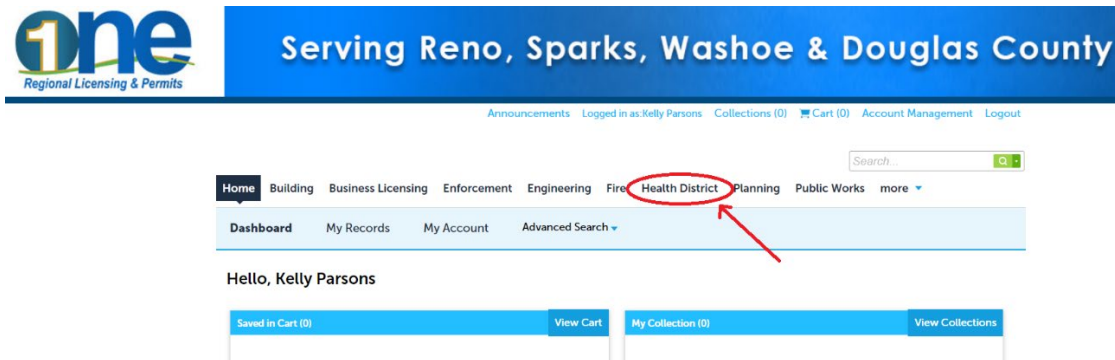 1ne
Regional Licensing & Permits
Serving Reno, Sparks, Washoe & Douglas County
Announcements Logged in as:Kelly Parsons Collections (0) Cart (0) Account Management Logout
Search...
Home Building Business Licensing Enforcement Engineering Fire Health District Planning Public Works more
Dashboard My Records My Account Advanced Search
Hello, Kelly Parsons
Saved in Cart (0) View Cart My Collection (0) View Collections